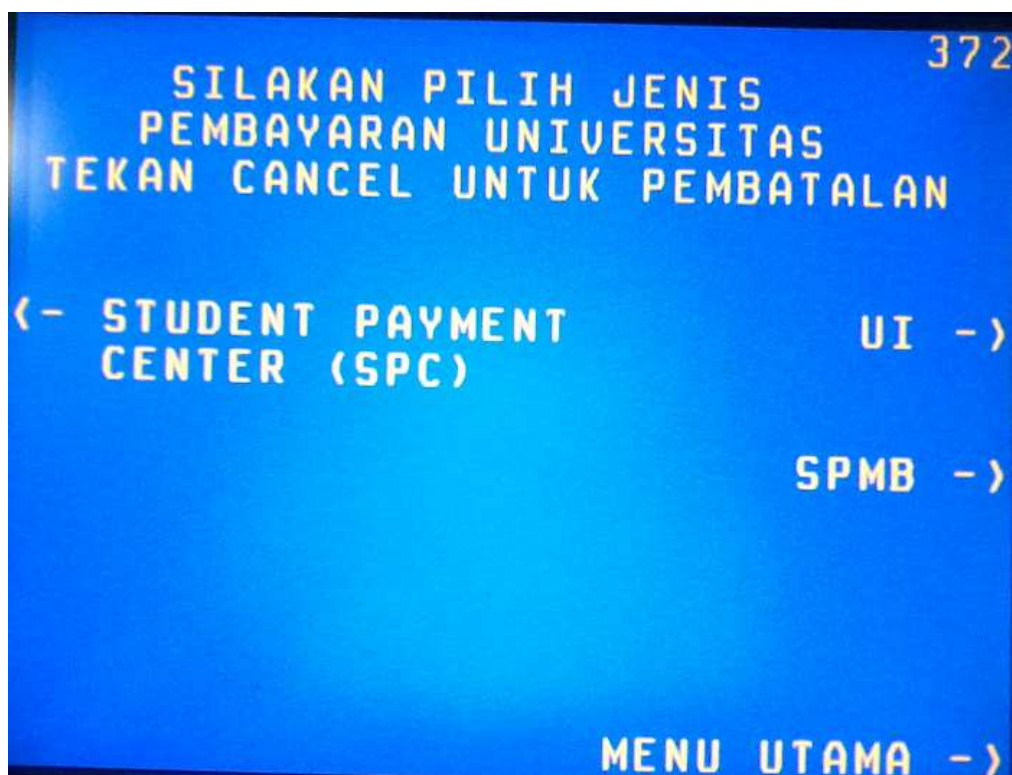 372
SILAKAN PILIH JENIS
PEMBAYARAN UNIVERSITAS
TEKAN CANCEL UNTUK PEMBATALAN
<- STUDENT PAYMENT
CENTER (SPC)
UI ->
SPMB ->
MENU UTAMA ->